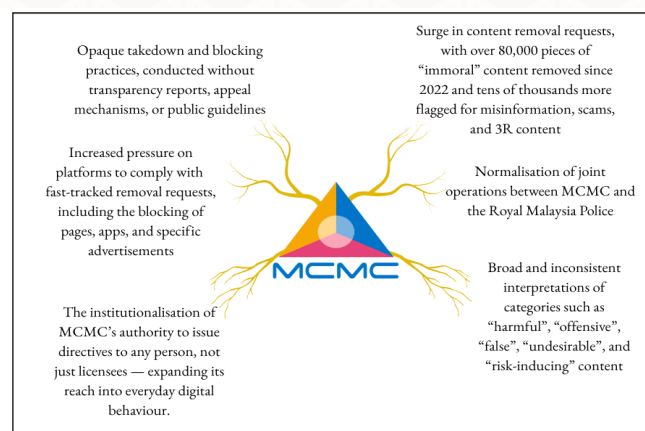 Opaque takedown and blocking
practices, conducted without
transparency reports, appeal
mechanisms, or public guidelines
Surge in content removal requests,
with over 80,000 pieces of
“immoral” content removed since
2022 and tens of thousands more
flagged for misinformation, scams,
and 3R content
Increased pressure on
platforms to comply with
fast-tracked removal requests,
including the blocking of
pages, apps, and specific
advertisements
Normalisation of joint
operations between MCMC and
the Royal Malaysia Police
MCMC
The institutionalisation of
MCMC’s authority to issue
directives to any person, not
just licensees — expanding its
reach into everyday digital
behaviour.
Broad and inconsistent
interpretations of
categories such as
“harmful”, “offensive”,
“false”, “undesirable”, and
“risk-inducing” content